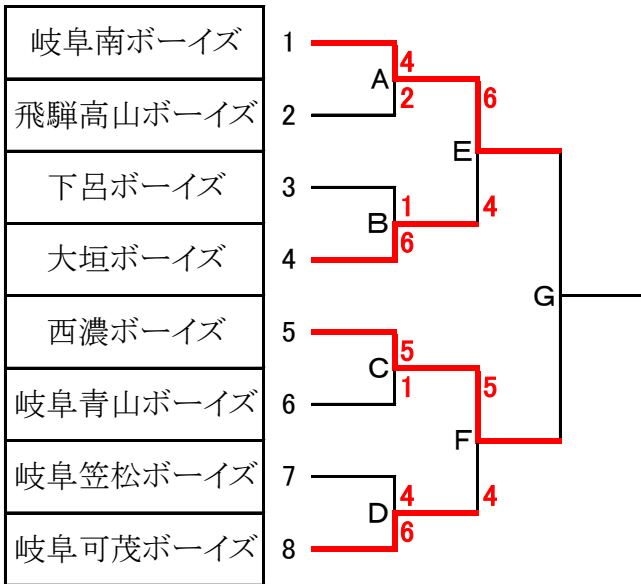 岐阜南ボーイズ 1
4
A
2
6
飛騨高山ボーイズ 2
E
下呂ボーイズ 3
1
B
6
4
大垣ボーイズ 4
G
西濃ボーイズ 5
5
C
1
5
岐阜青山ボーイズ 6
F
岐阜笠松ボーイズ 7
4
D
6
4
岐阜可茂ボーイズ 8